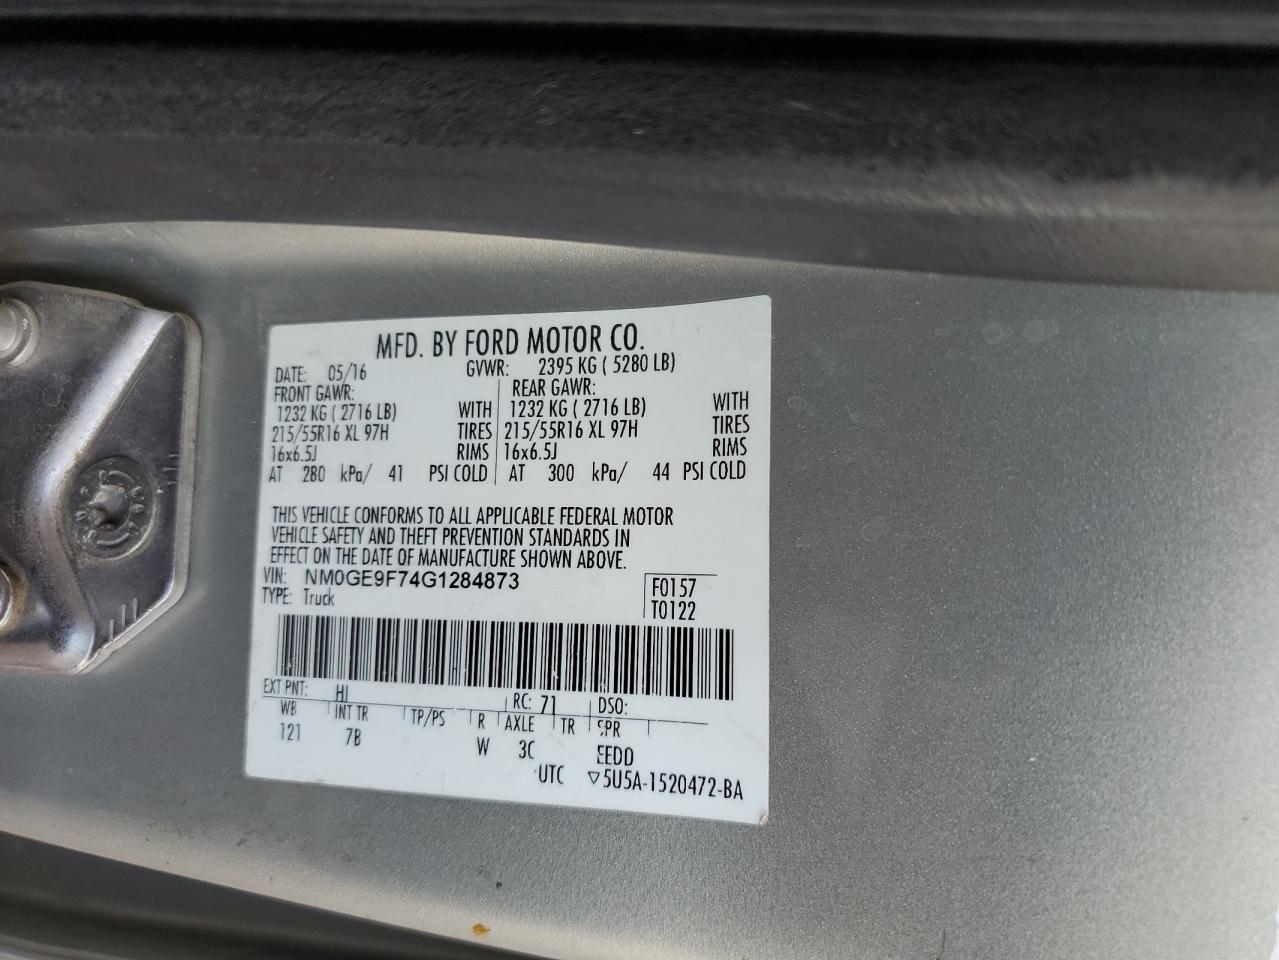 MFD. BY FORD MOTOR CO.
DATE: 05/16 GVWR: 2395 KG ( 5280 LB)
FRONT GAWR: REAR GAWR:
1232 KG ( 2716 LB) WITH 1232 KG ( 2716 LB) WITH
215/55R16 XL 97H TIRES 215/55R16 XL 97H TIRES
16x6.5J RIMS 16x6.5J RIMS
AT 280 kPa/ 41 PSI COLD AT 300 kPa/ 44 PSI COLD
THIS VEHICLE CONFORMS TO ALL APPLICABLE FEDERAL MOTOR
VEHICLE SAFETY AND THEFT PREVENTION STANDARDS IN
EFFECT ON THE DATE OF MANUFACTURE SHOWN ABOVE.
VIN: NM0GE9F74G1284873 F0157
TYPE: Truck T0122
EXT PNT: HJ RC: 71 DSO:
WB INT TR TP/PS R AXLE TR SPR
121 7B W 3C EEDD
UTC ▽5U5A-1520472-BA